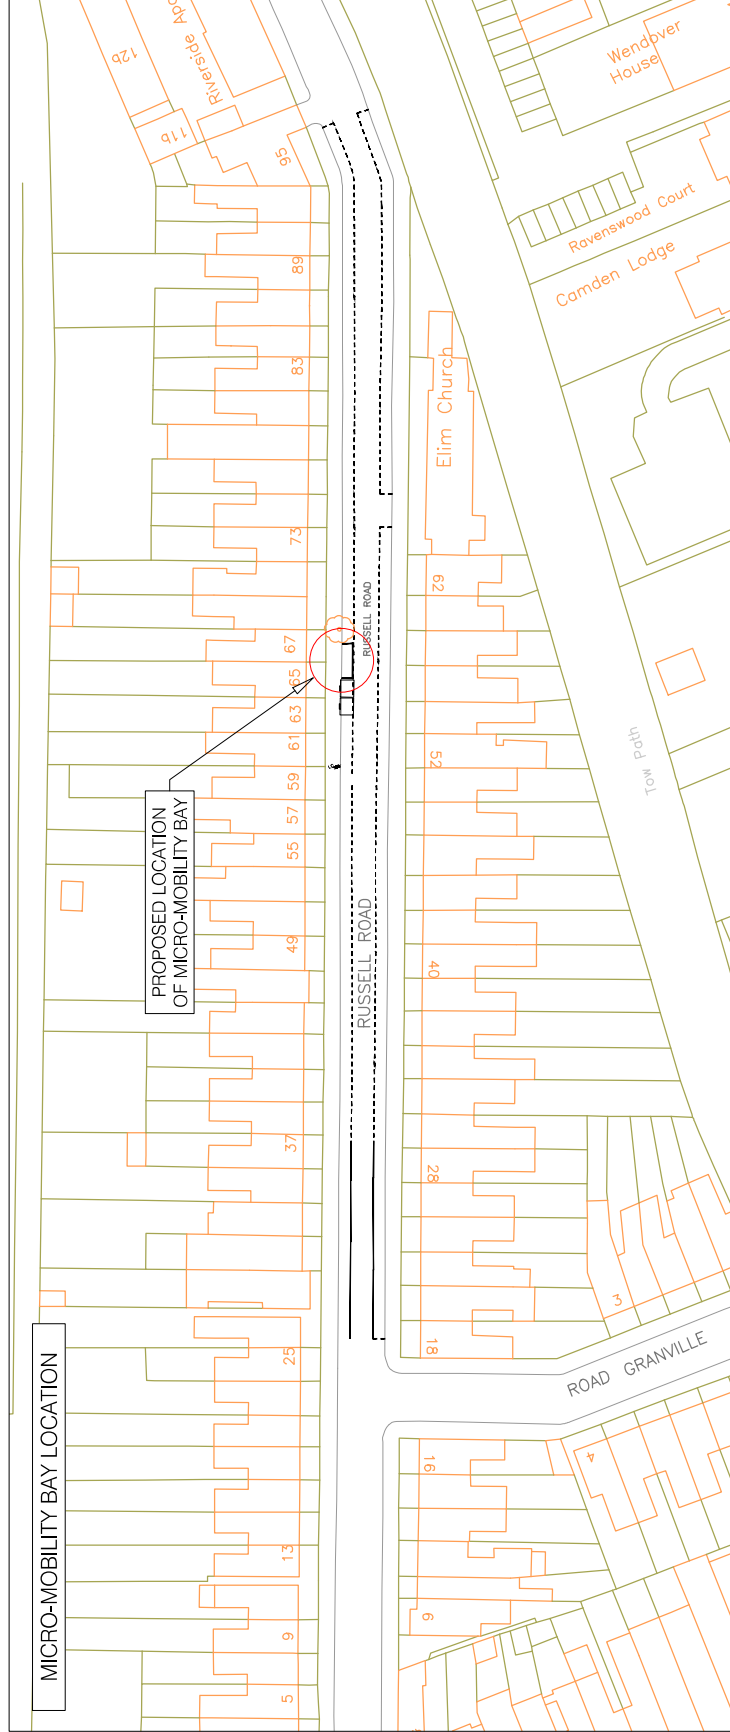 12b
Riverside Apo
11b
95
89
83
73
67
65
63
61
59
57
55
49
37
25
13
9
5
Wendover
House
Ravenswood Court
Camden Lodge
Elim Church
62
52
40
28
18
16
6
3
4
Tow Path
RUSSELL ROAD
RUSSELL ROAD
ROAD GRANVILLE
PROPOSED LOCATION
OF MICRO-MOBILITY BAY
MICRO-MOBILITY BAY LOCATION